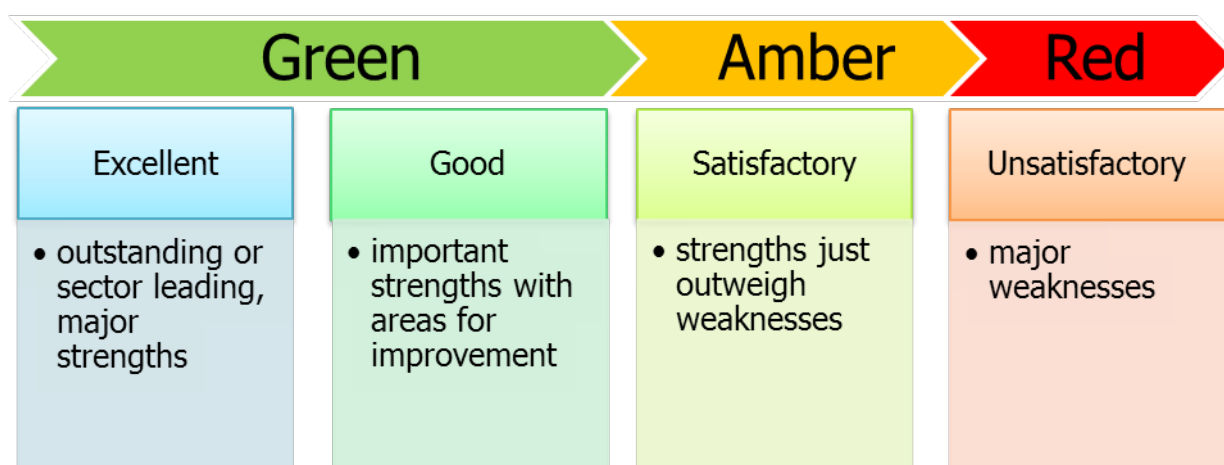 Green
Amber
Red
Excellent
• outstanding or
sector leading,
major
strengths
Good
• important
strengths with
areas for
improvement
Satisfactory
• strengths just
outweigh
weaknesses
Unsatisfactory
• major
weaknesses